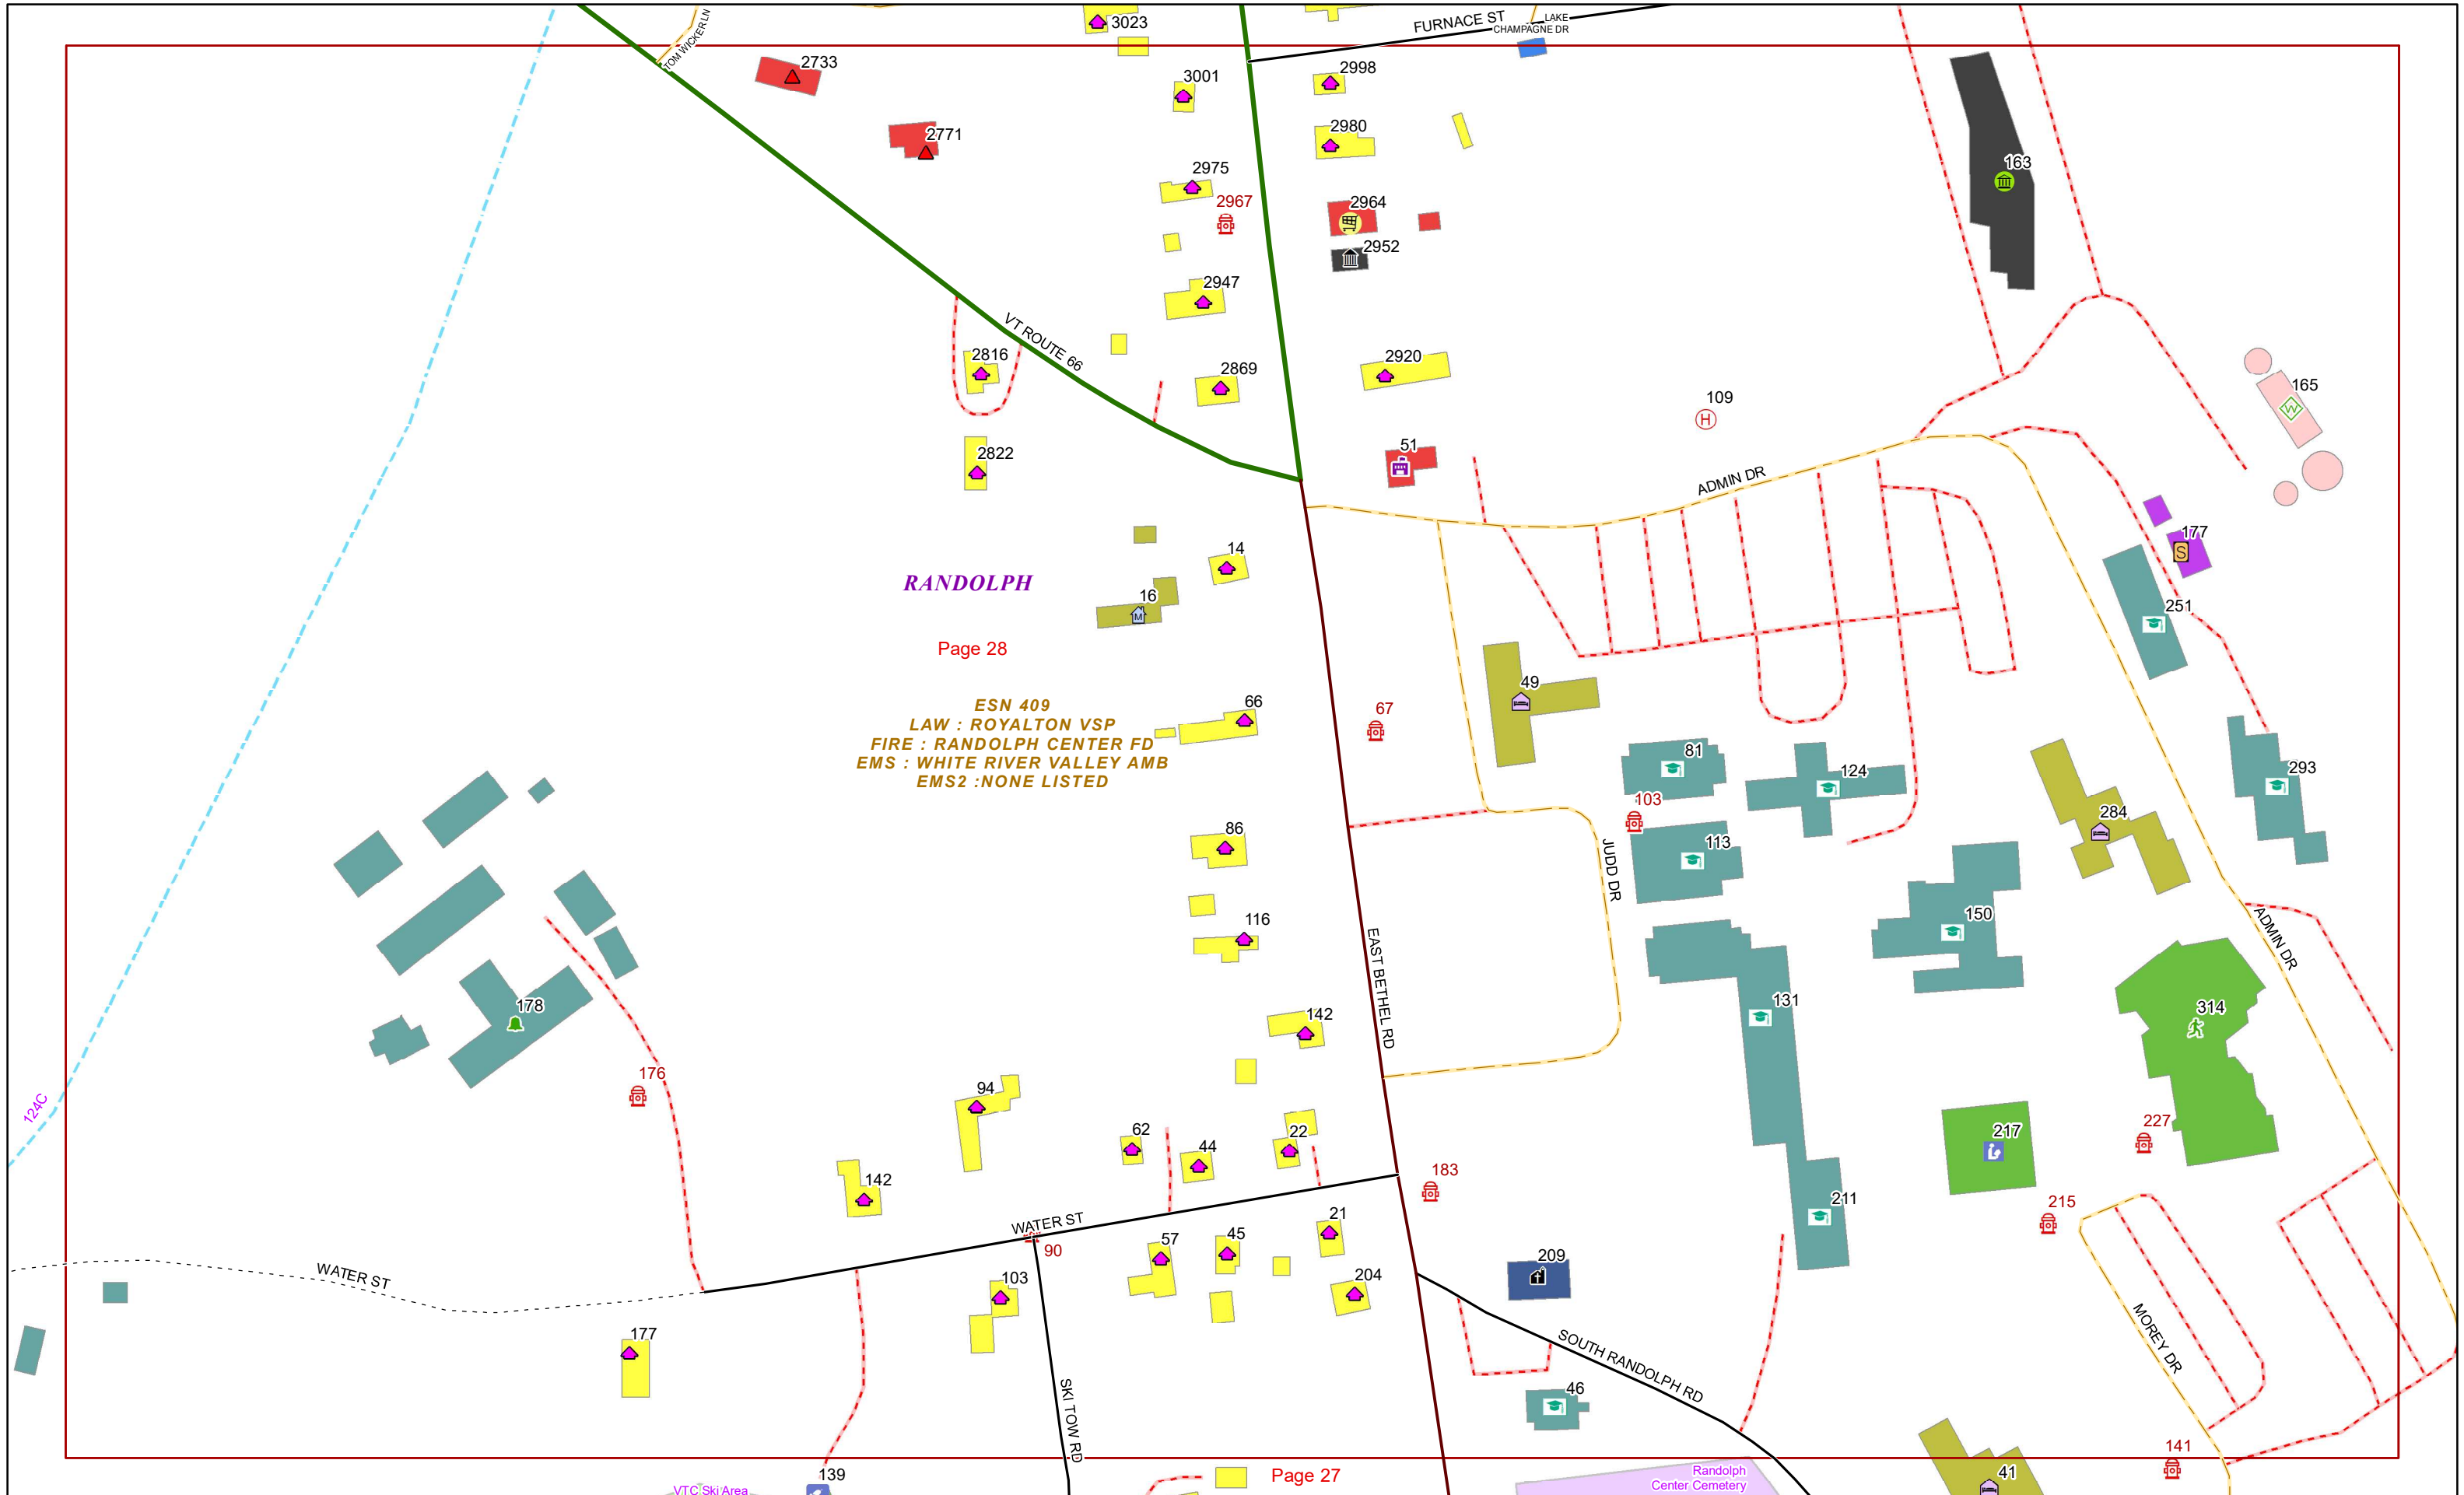 TOM WICKER LN
3023
FURNACE ST
LAKE
CHAMPAGNE DR
2733
3001
2998
2771
2980
163
2975
2967
2964
2952
2947
VT ROUTE 66
2816
2869
2920
109
165
2822
51
ADMIN DR
177
14
RANDOLPH
16
251
Page 28
49
67
66
ESN 409
LAW : ROYALTON VSP
FIRE : RANDOLPH CENTER FD
EMS : WHITE RIVER VALLEY AMB
EMS2 :NONE LISTED
81
124
293
103
284
86
113
JUDD DR
150
116
ADMIN DR
EAST BETHEL RD
178
142
131
314
176
94
124C
62
44
22
227
217
183
142
211
215
WATER ST
90
57
45
21
WATER ST
209
103
204
177
SOUTH RANDOLPH RD
MOREY DR
46
SKI TOW RD
139
VTC Ski Area
Page 27
Randolph
Center Cemetery
141
41
H
W
S
M